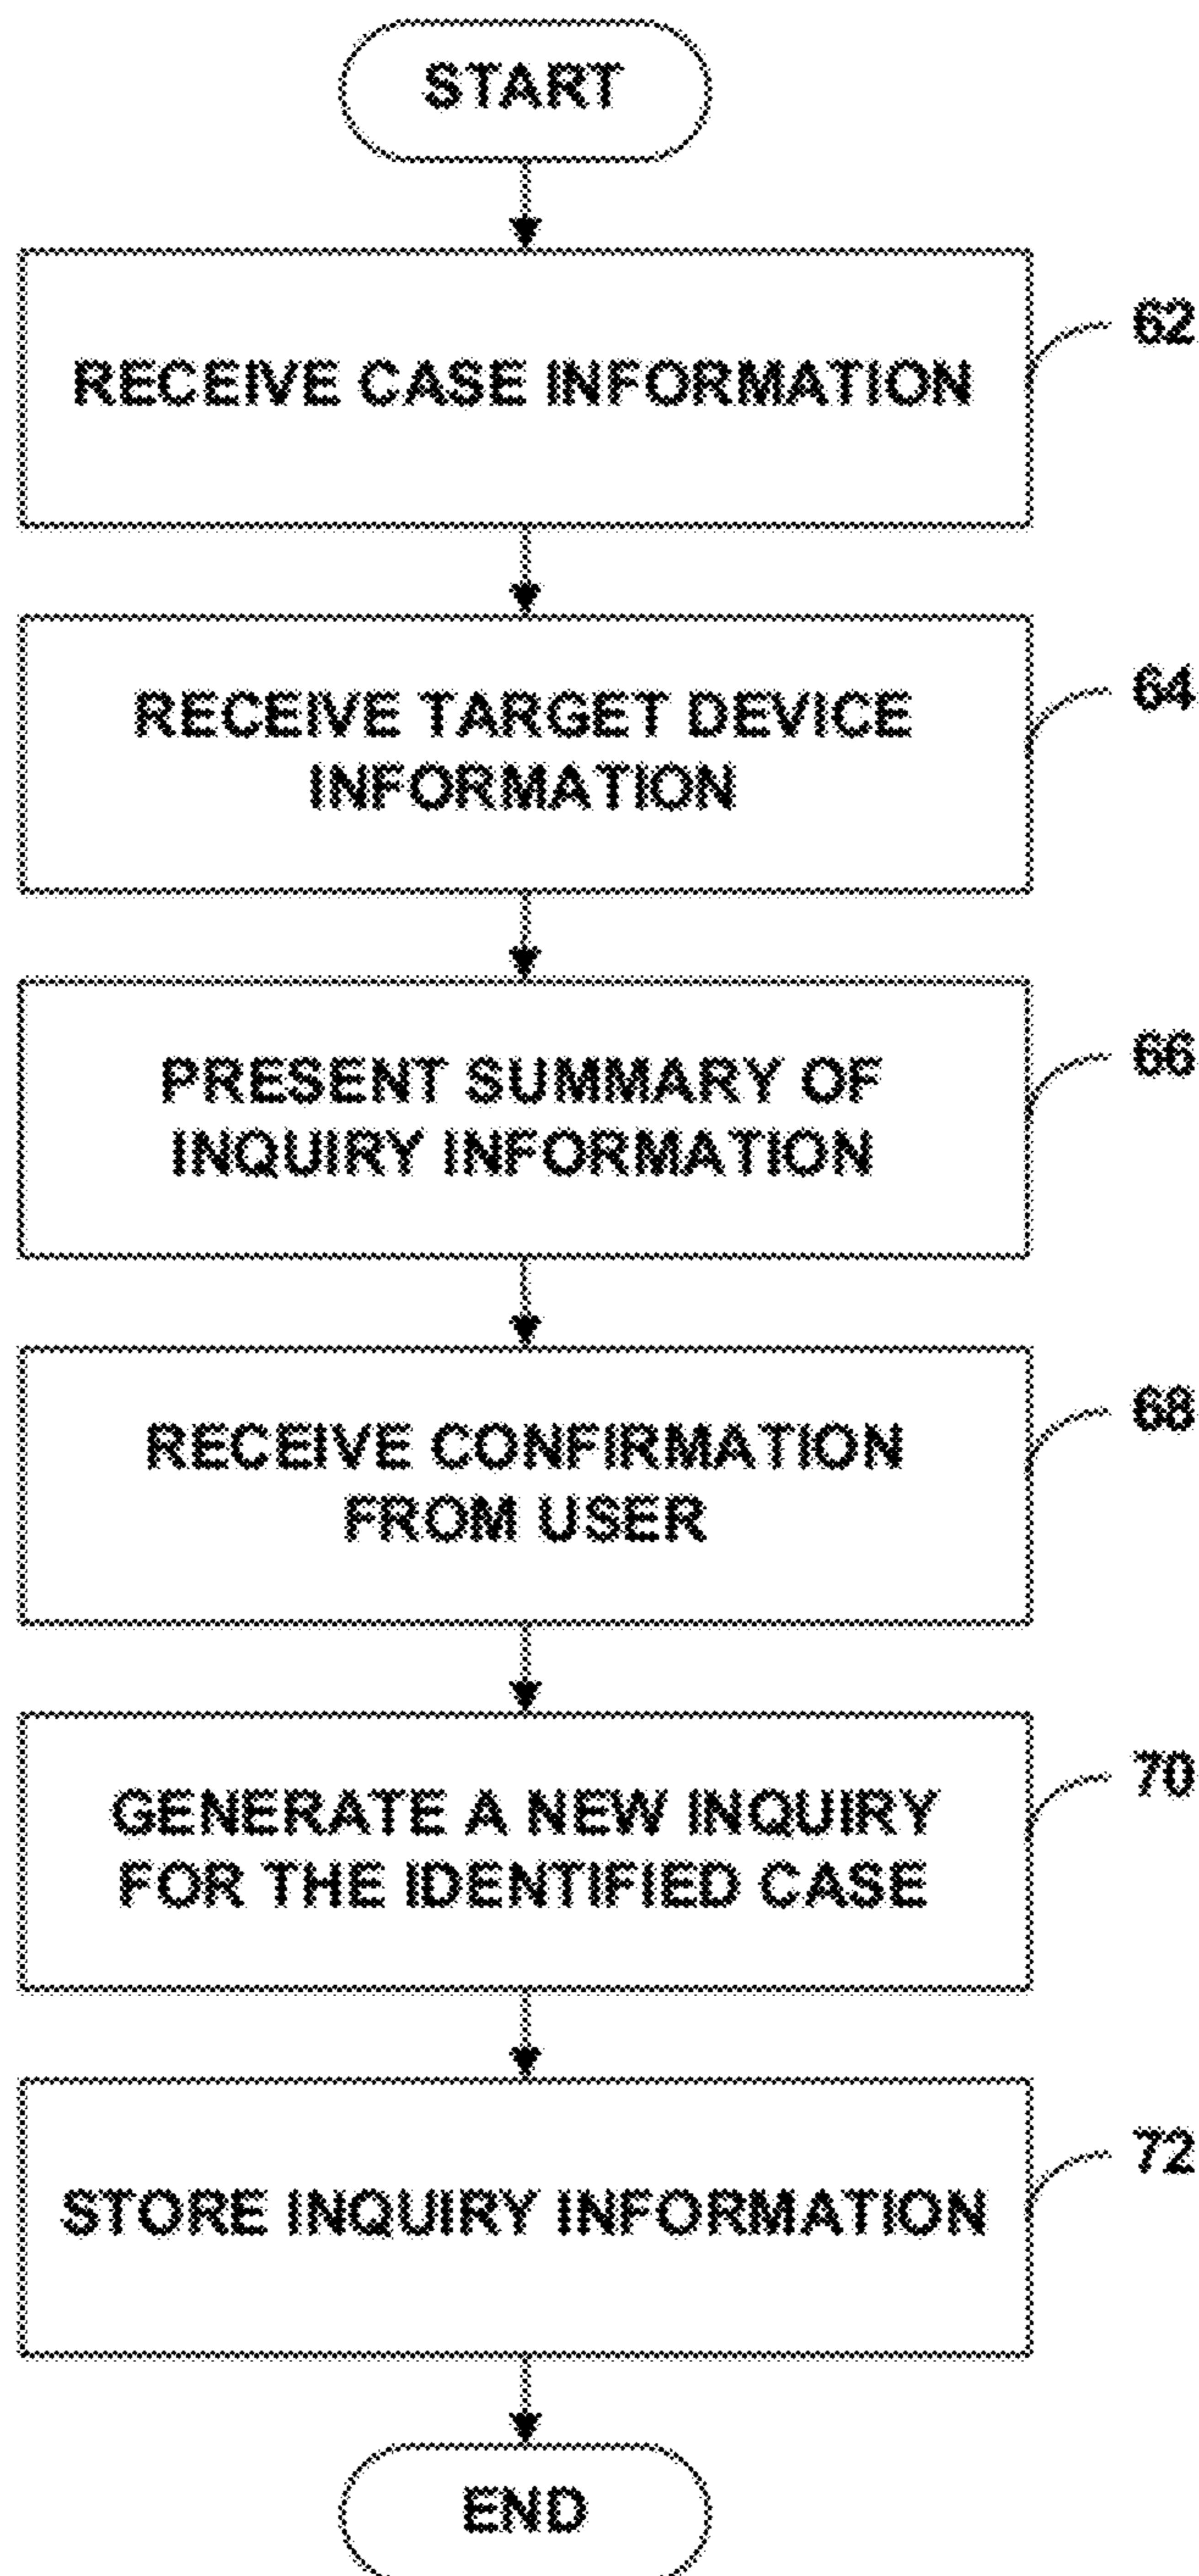 START
RECEIVE CASE INFORMATION
62
RECEIVE TARGET DEVICE
INFORMATION
64
PRESENT SUMMARY OF
INQUIRY INFORMATION
66
RECEIVE CONFIRMATION
FROM USER
68
GENERATE A NEW INQUIRY
FOR THE IDENTIFIED CASE
70
STORE INQUIRY INFORMATION
72
END